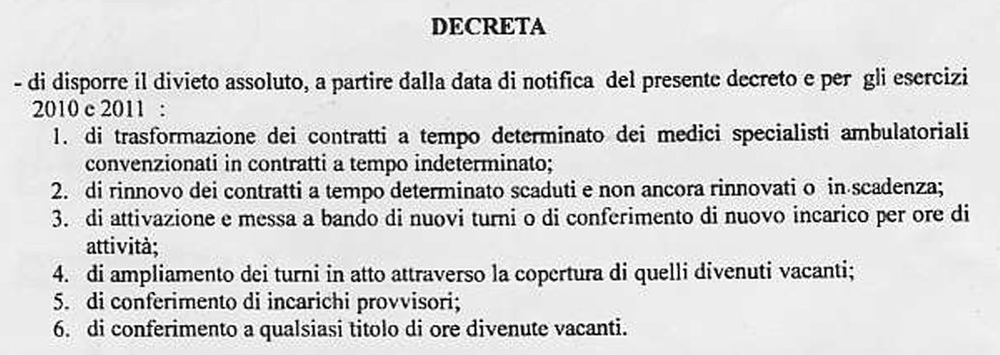 DECRETA
- di disporre il divieto assoluto, a partire dalla data di notifica del presente decreto e per gli esercizi
2010 e 2011 :
1. di trasformazione dei contratti a tempo determinato dei medici specialisti ambulatoriali
convenzionati in contratti a tempo indeterminato;
2. di rinnovo dei contratti a tempo determinato scaduti e non ancora rinnovati o in scadenza;
3. di attivazione e messa a bando di nuovi turni o di conferimento di nuovo incarico per ore di
attività;
4. di ampliamento dei turni in atto attraverso la copertura di quelli divenuti vacanti;
5. di conferimento di incarichi provvisori;
6. di conferimento a qualsiasi titolo di ore divenute vacanti.